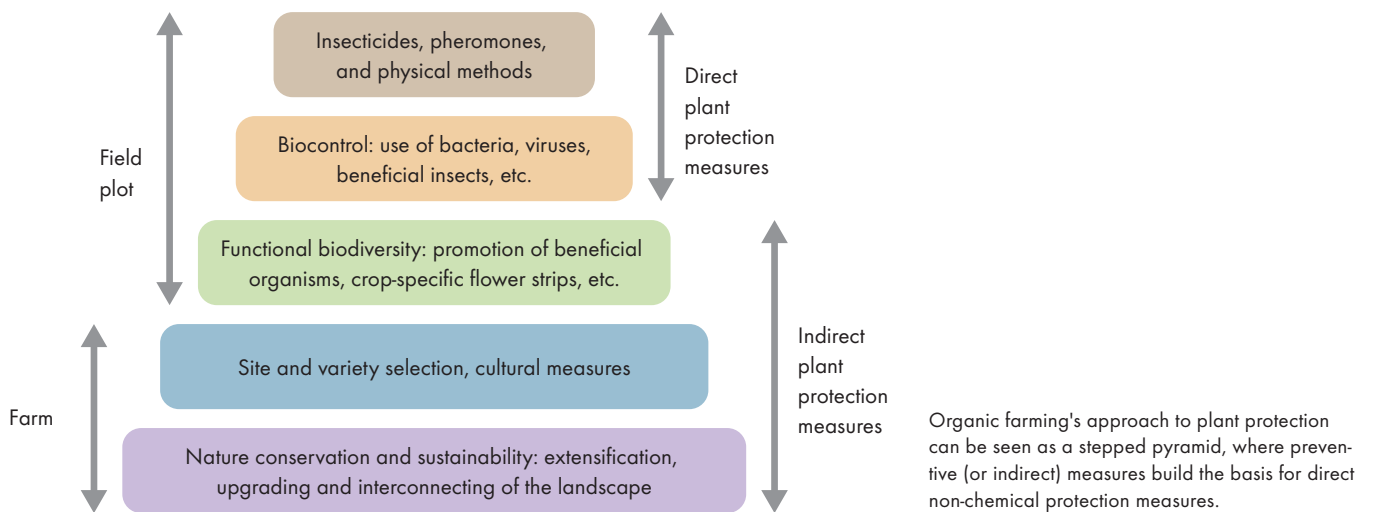 Insecticides, pheromones,
and physical methods
Direct
plant
protection
measures
Field
plot
Biocontrol: use of bacteria, viruses,
beneficial insects, etc.
Functional biodiversity: promotion of beneficial
organisms, crop-specific flower strips, etc.
Indirect
plant
protection
measures
Site and variety selection, cultural measures
Farm
Nature conservation and sustainability: extensification,
upgrading and interconnecting of the landscape
Organic farming's approach to plant protection
can be seen as a stepped pyramid, where preven-
tive (or indirect) measures build the basis for direct
non-chemical protection measures.